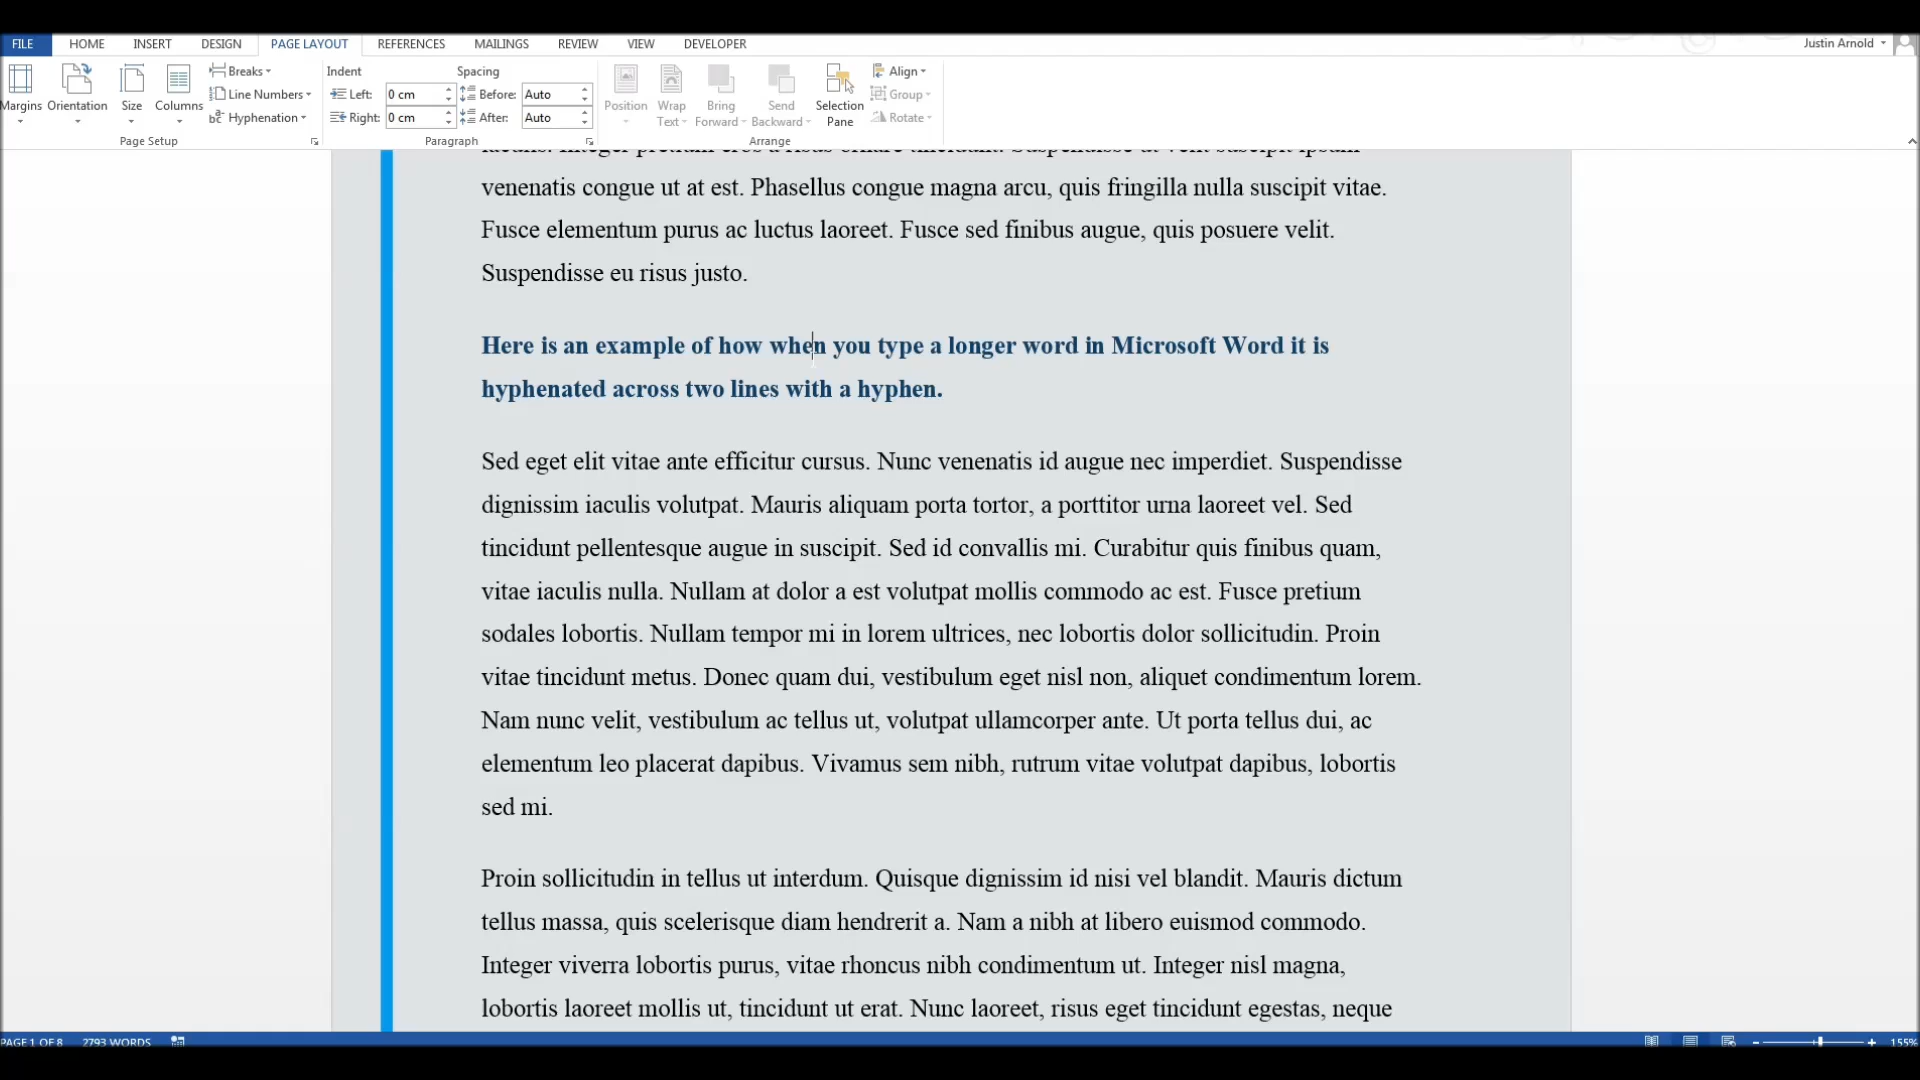 FILE HOME INSERT DESIGN PAGE LAYOUT REFERENCES MAILINGS REVIEW VIEW DEVELOPER Justin Arnold
Margins
Orientation
Size
Columns
Breaks
Line Numbers
Hyphenation
Page Setup
Indent
Left: 0 cm
Right: 0 cm
Spacing
Before: Auto
After: Auto
Paragraph
Position
Wrap
Text
Bring
Forward
Send
Backward
Selection
Pane
Align
Group
Rotate
Arrange
iaculis. Integer pretium eros a risus ornare tincidunt. Suspendisse ut velit suscipit ipsum
venenatis congue ut at est. Phasellus congue magna arcu, quis fringilla nulla suscipit vitae.
Fusce elementum purus ac luctus laoreet. Fusce sed finibus augue, quis posuere velit.
Suspendisse eu risus justo.
Here is an example of how when you type a longer word in Microsoft Word it is
hyphenated across two lines with a hyphen.
Sed eget elit vitae ante efficitur cursus. Nunc venenatis id augue nec imperdiet. Suspendisse
dignissim iaculis volutpat. Mauris aliquam porta tortor, a porttitor urna laoreet vel. Sed
tincidunt pellentesque augue in suscipit. Sed id convallis mi. Curabitur quis finibus quam,
vitae iaculis nulla. Nullam at dolor a est volutpat mollis commodo ac est. Fusce pretium
sodales lobortis. Nullam tempor mi in lorem ultrices, nec lobortis dolor sollicitudin. Proin
vitae tincidunt metus. Donec quam dui, vestibulum eget nisl non, aliquet condimentum lorem.
Nam nunc velit, vestibulum ac tellus ut, volutpat ullamcorper ante. Ut porta tellus dui, ac
elementum leo placerat dapibus. Vivamus sem nibh, rutrum vitae volutpat dapibus, lobortis
sed mi.
Proin sollicitudin in tellus ut interdum. Quisque dignissim id nisi vel blandit. Mauris dictum
tellus massa, quis scelerisque diam hendrerit a. Nam a nibh at libero euismod commodo.
Integer viverra lobortis purus, vitae rhoncus nibh condimentum ut. Integer nisl magna,
lobortis laoreet mollis ut, tincidunt ut erat. Nunc laoreet, risus eget tincidunt egestas, neque
PAGE 1 OF 8 2793 WORDS 155%